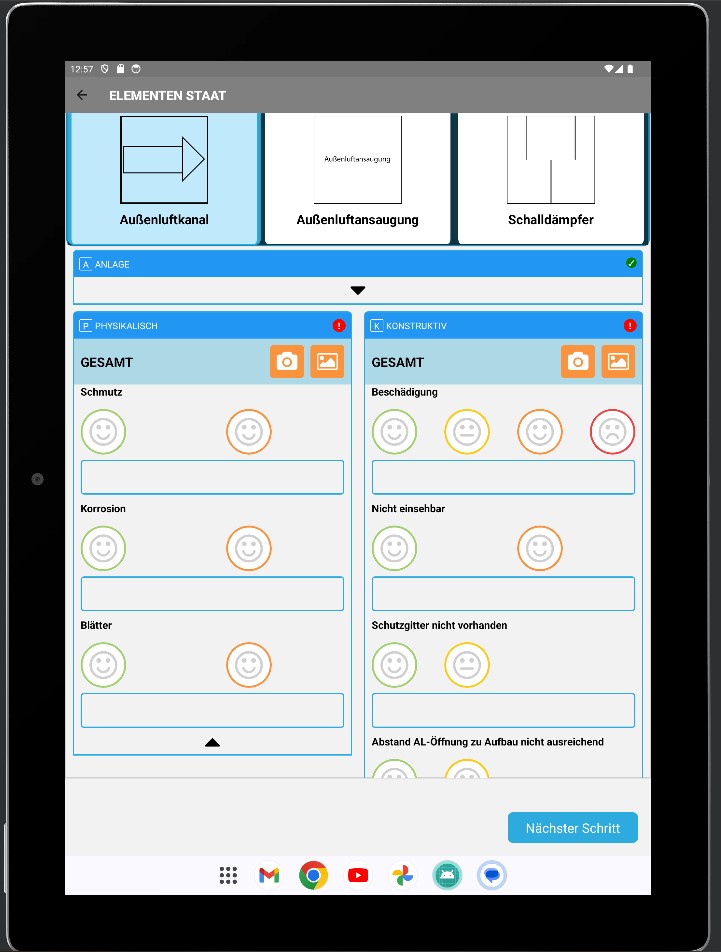 12:57
ELEMENTEN STAAT
Außenluftansaugung
Außenluftkanal
Außenluftansaugung
Schalldämpfer
A ANLAGE
P PHYSIKALISCH
!
K KONSTRUKTIV
!
GESAMT
GESAMT
Schmutz
Beschädigung
Korrosion
Nicht einsehbar
Blätter
Schutzgitter nicht vorhanden
Abstand AL-Öffnung zu Aufbau nicht ausreichend
Nächster Schritt